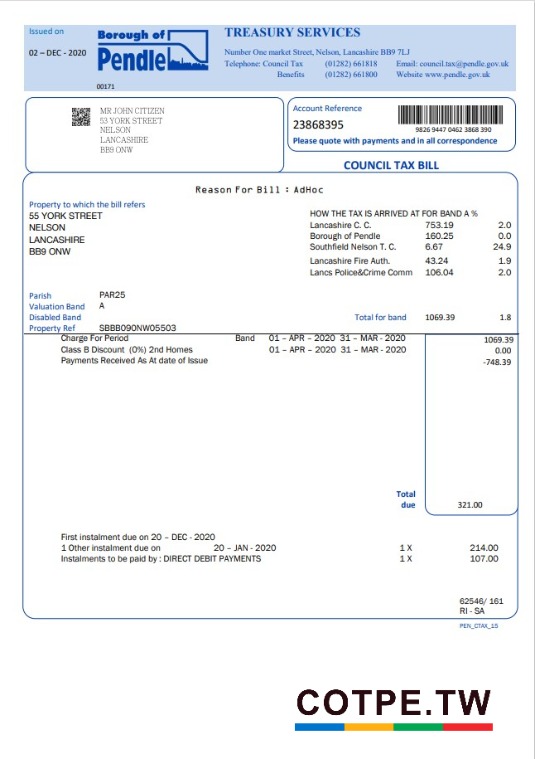 Issued on
02 – DEC - 2020
Borough of
Pendle
00171
TREASURY SERVICES
Number One market Street, Nelson, Lancashire BB9 7LJ
Telephone: Council Tax (01282) 661818 Email: council.tax@pendle.gov.uk
Benefits (01282) 661800 Website www.pendle.gov.uk
MR JOHN CITIZEN
53 YORK STREET
NELSON
LANCASHIRE
BB9 ONW
Account Reference
23868395
9826 9447 0462 3868 390
Please quote with payments and in all correspondence
COUNCIL TAX BILL
Reason For Bill : AdHoc
Property to which the bill refers
55 YORK STREET
NELSON
LANCASHIRE
BB9 ONW
HOW THE TAX IS ARRIVED AT FOR BAND A %
Lancashire C. C. 753.19 2.0
Borough of Pendle 160.25 0.0
Southfield Nelson T. C. 6.67 24.9
Lancashire Fire Auth. 43.24 1.9
Lancs Police&Crime Comm 106.04 2.0
Parish PAR25
Valuation Band A
Disabled Band
Total for band 1069.39 1.8
Property Ref SBBB090NW05503
Charge For Period Band 01 – APR – 2020 31 – MAR - 2020 1069.39
Class B Discount (0%) 2nd Homes 01 – APR – 2020 31 – MAR - 2020 0.00
Payments Received As At date of Issue -748.39
Total
due 321.00
First instalment due on 20 – DEC - 2020
1 Other instalment due on 20 – JAN - 2020 1 X 214.00
Instalments to be paid by : DIRECT DEBIT PAYMENTS 1 X 107.00
62546/ 161
RI - SA
PEN_CTAX_15
COTPE.TW